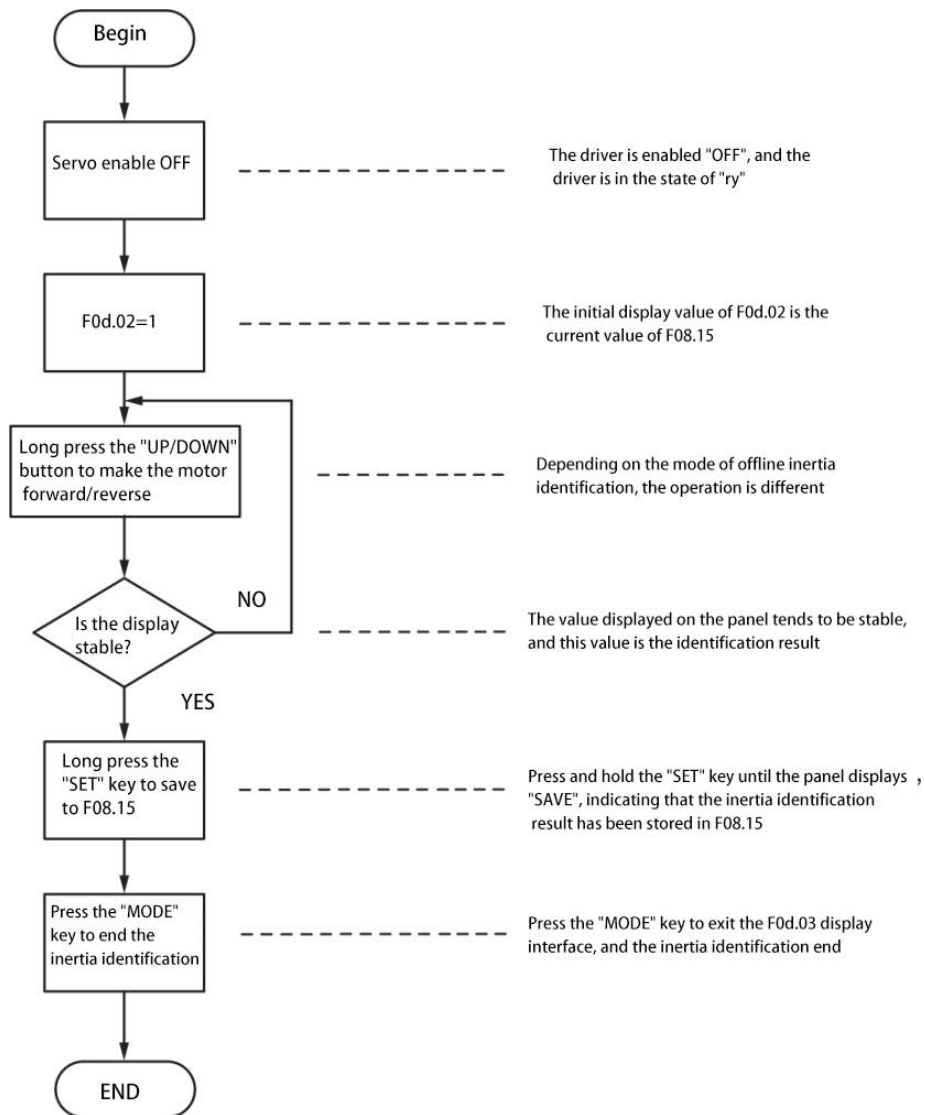 Begin
Servo enable OFF
The driver is enabled "OFF", and the
driver is in the state of "ry"
F0d.02=1
The initial display value of F0d.02 is the
current value of F08.15
Long press the "UP/DOWN"
button to make the motor
forward/reverse
Depending on the mode of offline inertia
identification, the operation is different
NO
Is the display
stable?
The value displayed on the panel tends to be stable,
and this value is the identification result
YES
Long press the
"SET" key to save
to F08.15
Press and hold the "SET" key until the panel displays ,
"SAVE", indicating that the inertia identification
result has been stored in F08.15
Press the "MODE"
key to end the
inertia identification
Press the "MODE" key to exit the F0d.03 display
interface, and the inertia identification end
END